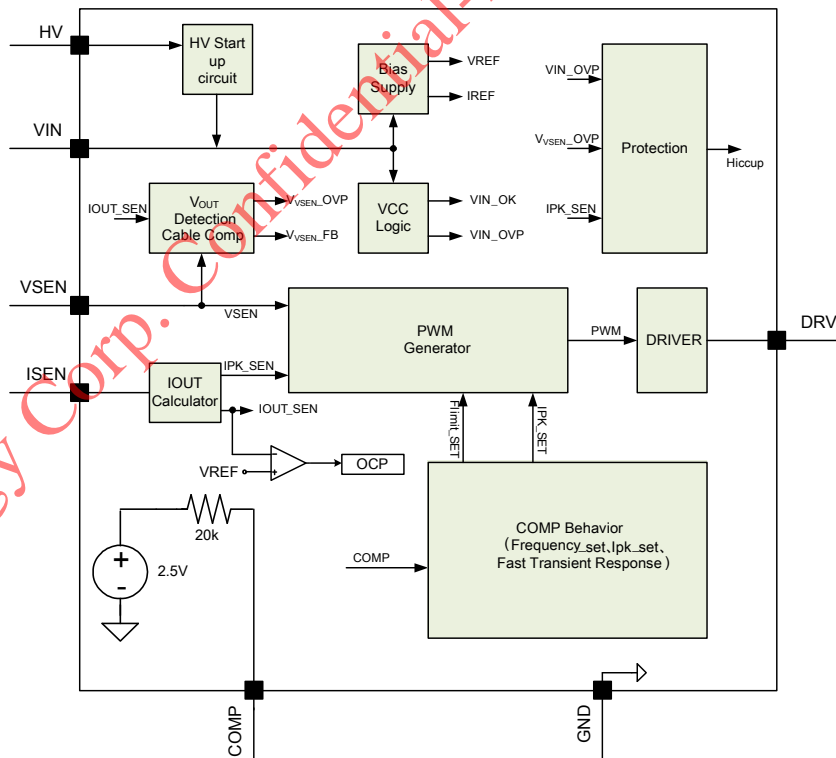 HV
HV Start
up
circuit
Bias
Supply
VREF
IREF
VIN_OVP
VVSEN_OVP
IPK_SEN
Protection
Hiccup
VIN
IOUT_SEN
VOUT
Detection
Cable Comp
VVSEN_OVP
VVSEN_FB
VCC
Logic
VIN_OK
VIN_OVP
VSEN
VSEN
PWM
Generator
PWM
DRIVER
DRV
ISEN
IOUT
Calculator
IPK_SEN
IOUT_SEN
VREF
OCP
Flimit_SET
IPK_SET
20k
2.5V
COMP
COMP Behavior
(Frequency_set、Ipk_set、
Fast Transient Response)
COMP
GND
Corp. Confidential